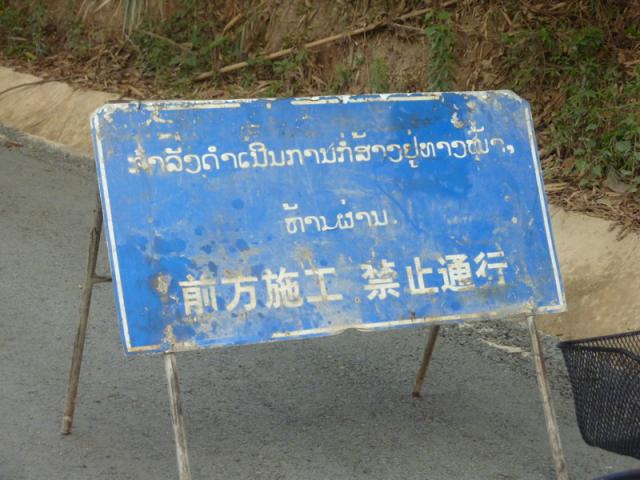 ກຳລັງດຳເນີນການກໍ່ສ້າງຢູ່ທາງໜ້າ,
ຫ້ານຜ່ານ.
前方施工 禁止通行